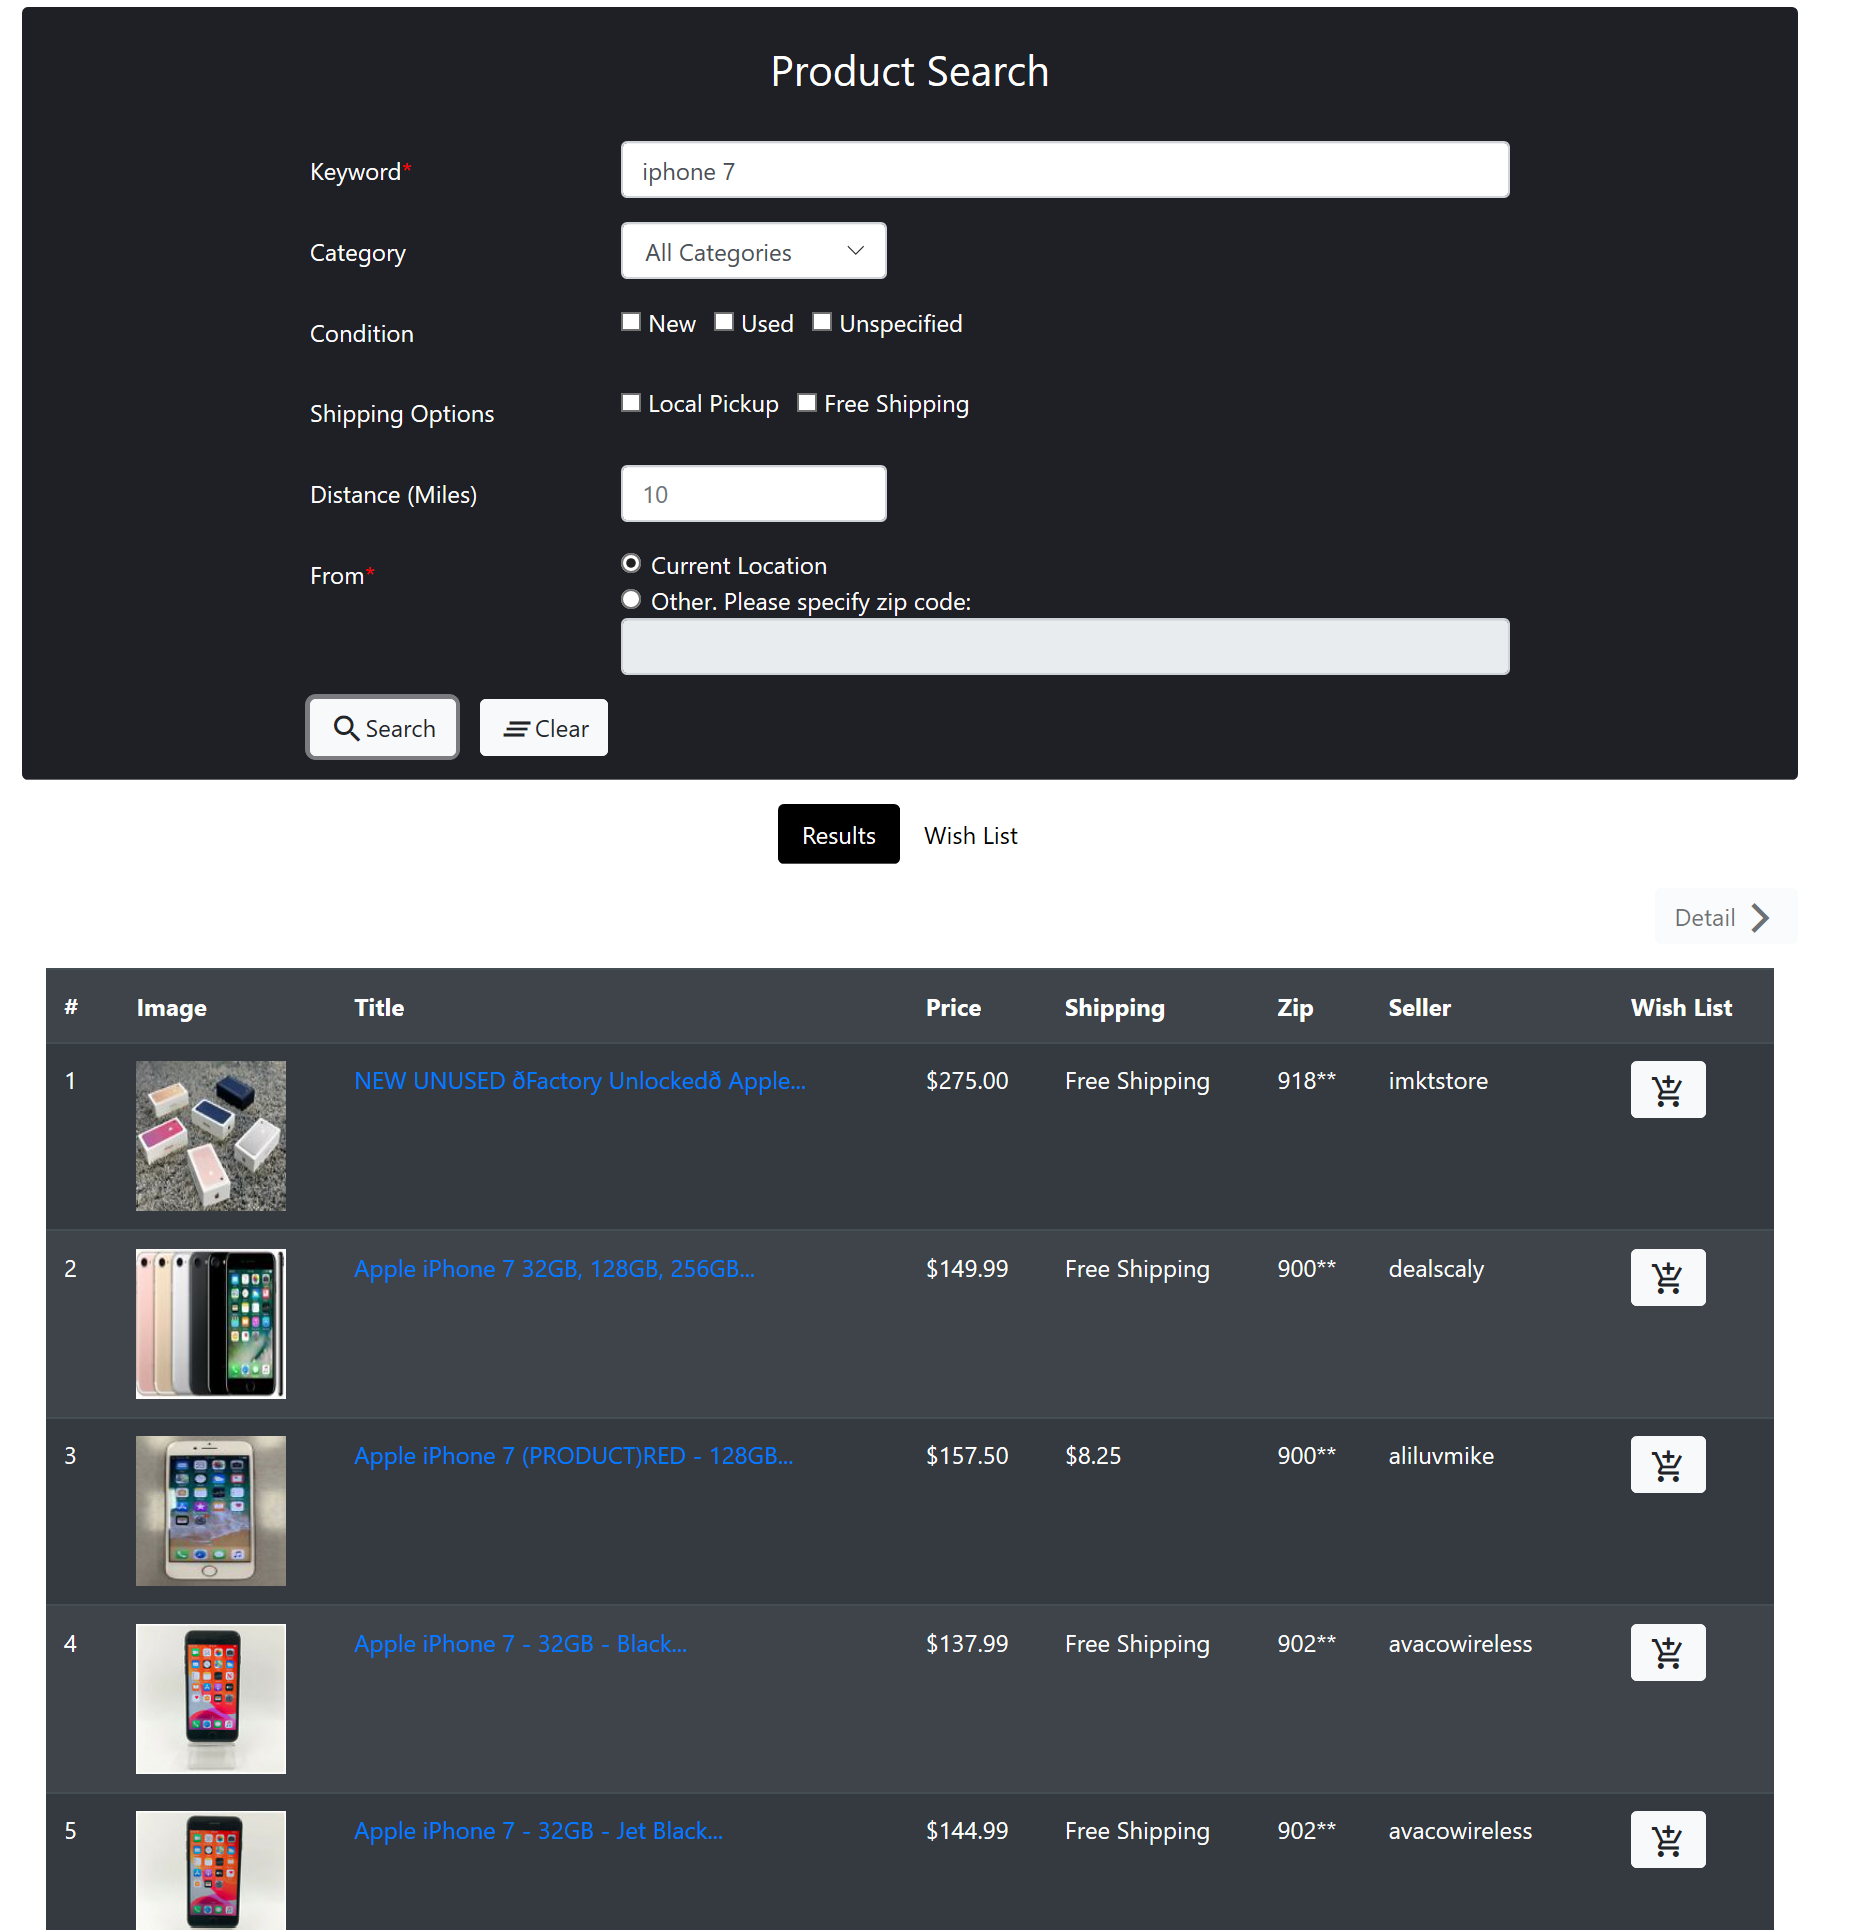 Product Search
Keyword*
iphone 7
Category
All Categories
Condition
New Used Unspecified
Shipping Options
Local Pickup Free Shipping
Distance (Miles)
10
From*
Current Location
Other. Please specify zip code:
Search Clear
Results Wish List
Detail
# Image Title Price Shipping Zip Seller Wish List
1 NEW UNUSED ðFactory Unlockedð Apple... $275.00 Free Shipping 918** imktstore
2 Apple iPhone 7 32GB, 128GB, 256GB... $149.99 Free Shipping 900** dealscaly
3 Apple iPhone 7 (PRODUCT)RED - 128GB... $157.50 $8.25 900** aliluvmike
4 Apple iPhone 7 - 32GB - Black... $137.99 Free Shipping 902** avacowireless
5 Apple iPhone 7 - 32GB - Jet Black... $144.99 Free Shipping 902** avacowireless